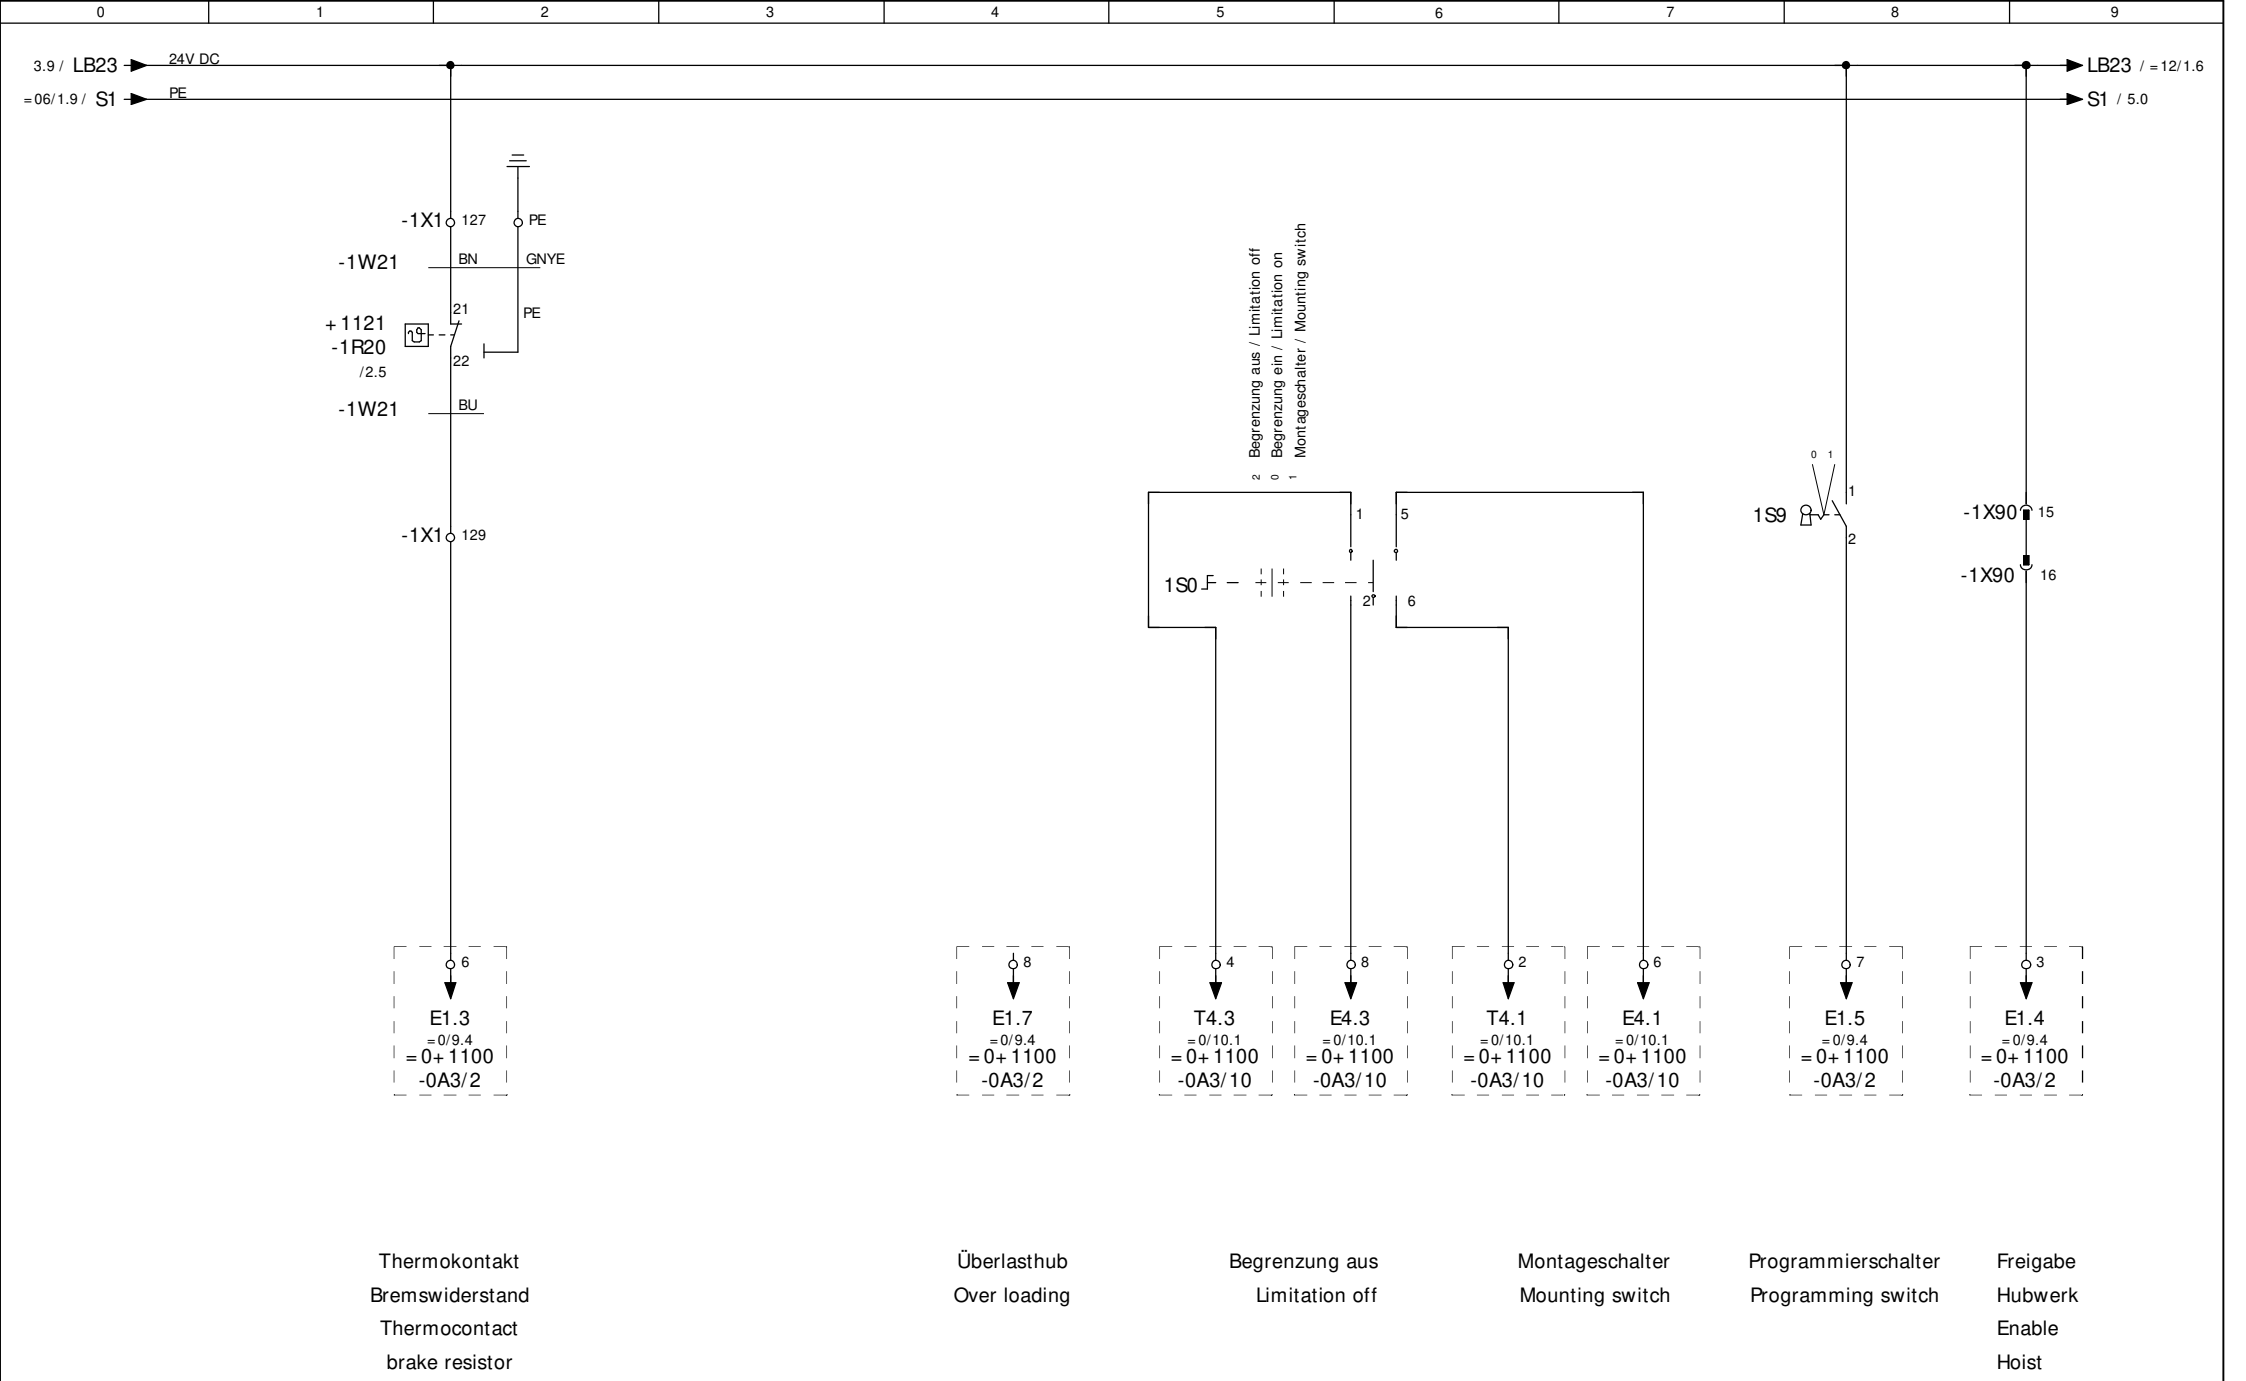 0 1 2 3 4 5 6 7 8 9
3.9 / LB23 24V DC LB23 / =12/1.6
=06/1.9 / S1 PE S1 / 5.0
-1X1 127 PE
-1W21 BN GNYE
21
PE
+1121
-1R20
/2.5
22
-1W21 BU
-1X1 129
2 Begrenzung aus / Limitation off
0 Begrenzung ein / Limitation on
1 Montageschalter / Mounting switch
1 5
1S0
2 6
0 1
1
1S9
2
-1X90 15
-1X90 16
6 8 4 8 2 6 7 3
E1.3 E1.7 T4.3 E4.3 T4.1 E4.1 E1.5 E1.4
=0/9.4 =0/9.4 =0/10.1 =0/10.1 =0/10.1 =0/10.1 =0/9.4 =0/9.4
=0+1100 =0+1100 =0+1100 =0+1100 =0+1100 =0+1100 =0+1100 =0+1100
-0A3/2 -0A3/2 -0A3/10 -0A3/10 -0A3/10 -0A3/10 -0A3/2 -0A3/2
Thermokontakt
Bremswiderstand
Thermocontact
brake resistor
Überlasthub
Over loading
Begrenzung aus
Limitation off
Montageschalter
Mounting switch
Programmierschalter
Programming switch
Freigabe
Hubwerk
Enable
Hoist